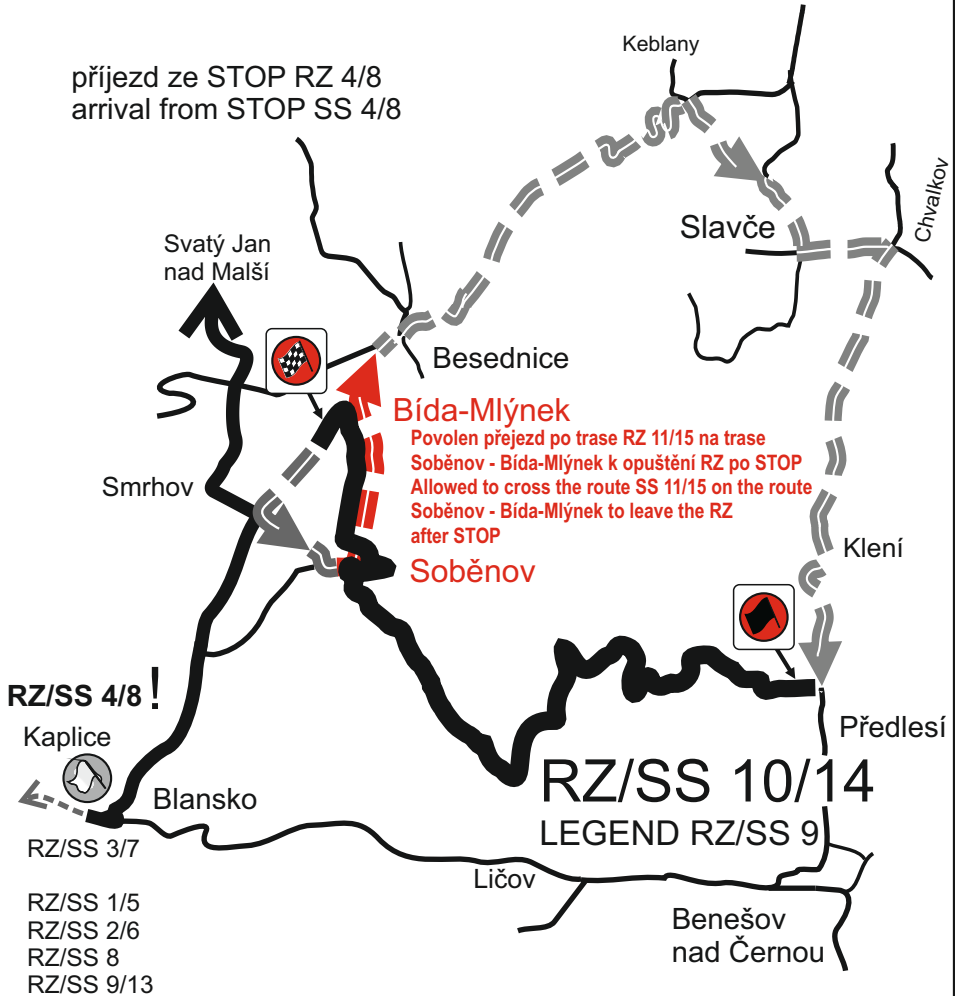 Keblany
příjezd ze STOP RZ 4/8
arrival from STOP SS 4/8
Chvalkov
Slavče
Svatý Jan
nad Malší
Besednice
Bída-Mlýnek
Povolen přejezd po trase RZ 11/15 na trase
Soběnov - Bída-Mlýnek k opuštění RZ po STOP
Allowed to cross the route SS 11/15 on the route
Soběnov - Bída-Mlýnek to leave the RZ
after STOP
Smrhov
Klení
Soběnov
RZ/SS 4/8 !
Kaplice
Předlesí
Blansko
RZ/SS 10/14
LEGEND RZ/SS 9
RZ/SS 3/7
Ličov
RZ/SS 1/5
RZ/SS 2/6
RZ/SS 8
RZ/SS 9/13
Benešov
nad Černou